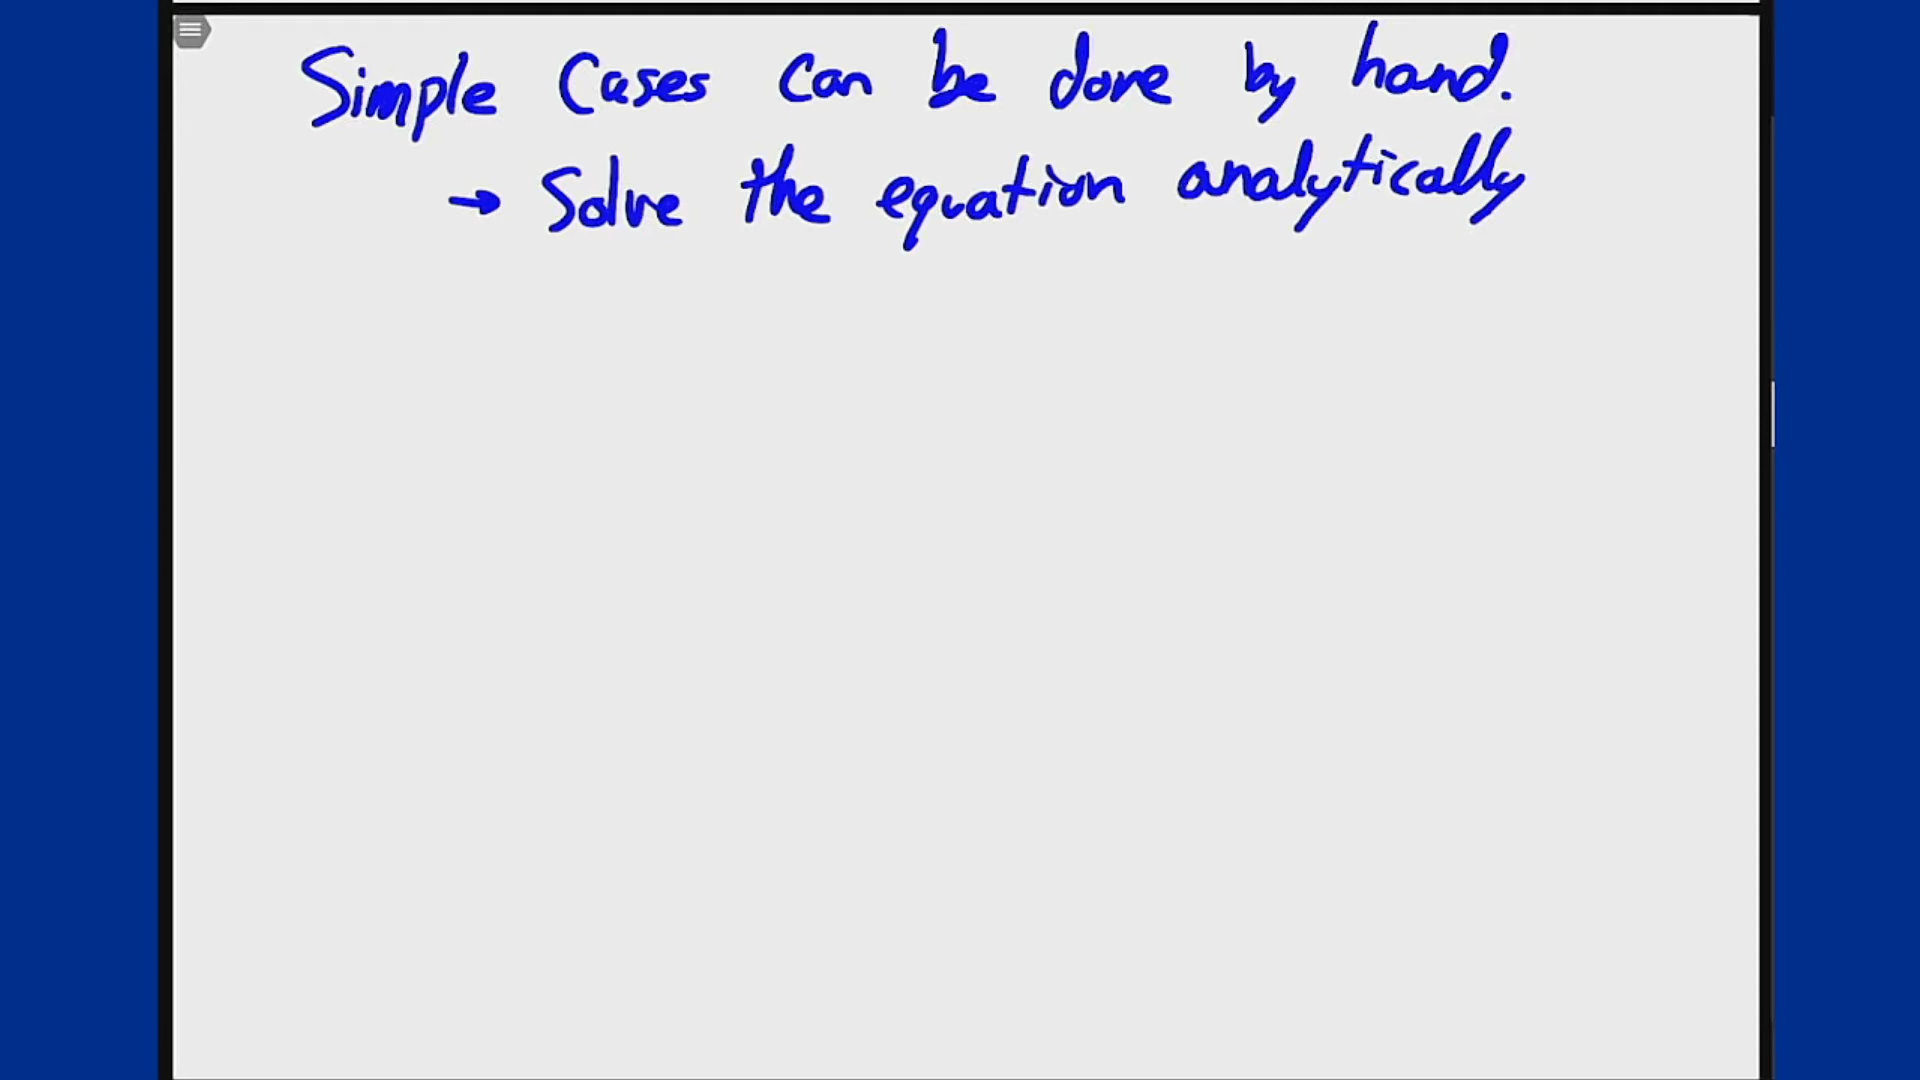 Simple Cases can be done by hand.
→ Solve the equation analytically